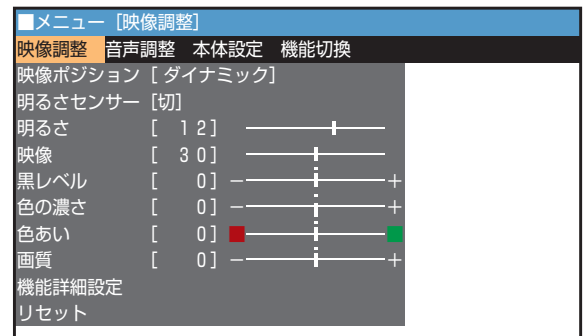 ■メニュー [映像調整]
映像調整 音声調整 本体設定 機能切換
映像ポジション [ダイナミック]
明るさセンサー [切]
明るさ [12]
映像 [30]
黒レベル [0] − +
色の濃さ [0] − +
色あい [0]
画質 [0] − +
機能詳細設定
リセット